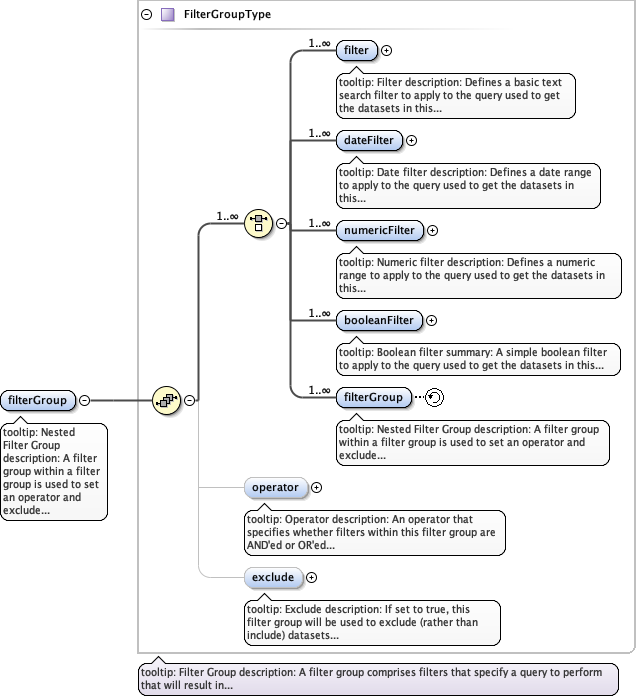 FilterGroupType
1..∞
filter
tooltip: Filter description: Defines a basic text
search filter to apply to the query used to get
the datasets in this...
1..∞
dateFilter
tooltip: Date filter description: Defines a date range
to apply to the query used to get the datasets in
this...
1..∞
1..∞
numericFilter
tooltip: Numeric filter description: Defines a numeric
range to apply to the query used to get the datasets in
this...
1..∞
booleanFilter
tooltip: Boolean filter summary: A simple boolean filter
to apply to the query used to get the datasets in this...
1..∞
filterGroup
tooltip: Nested Filter Group description: A filter group
within a filter group is used to set an operator and
exclude...
filterGroup
tooltip: Nested
Filter Group
description: A filter
group within a filter
group is used to set
an operator and
exclude...
operator
tooltip: Operator description: An operator that
specifies whether filters within this filter group are
AND'ed or OR'ed...
exclude
tooltip: Exclude description: If set to true, this
filter group will be used to exclude (rather than
include) datasets...
tooltip: Filter Group description: A filter group comprises filters that specify a query to perform
that will result in...